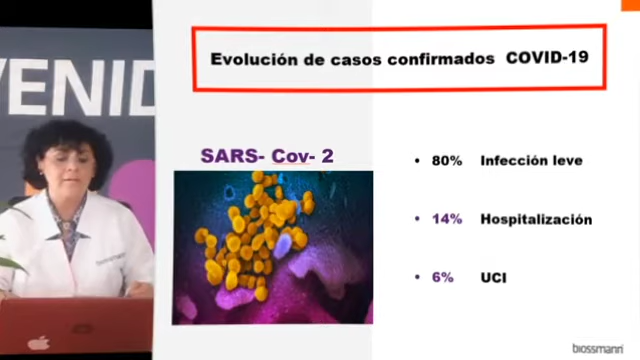 VENID
Evolución de casos confirmados COVID-19
SARS- Cov- 2
• 80% Infección leve
• 14% Hospitalización
• 6% UCI
biossmann